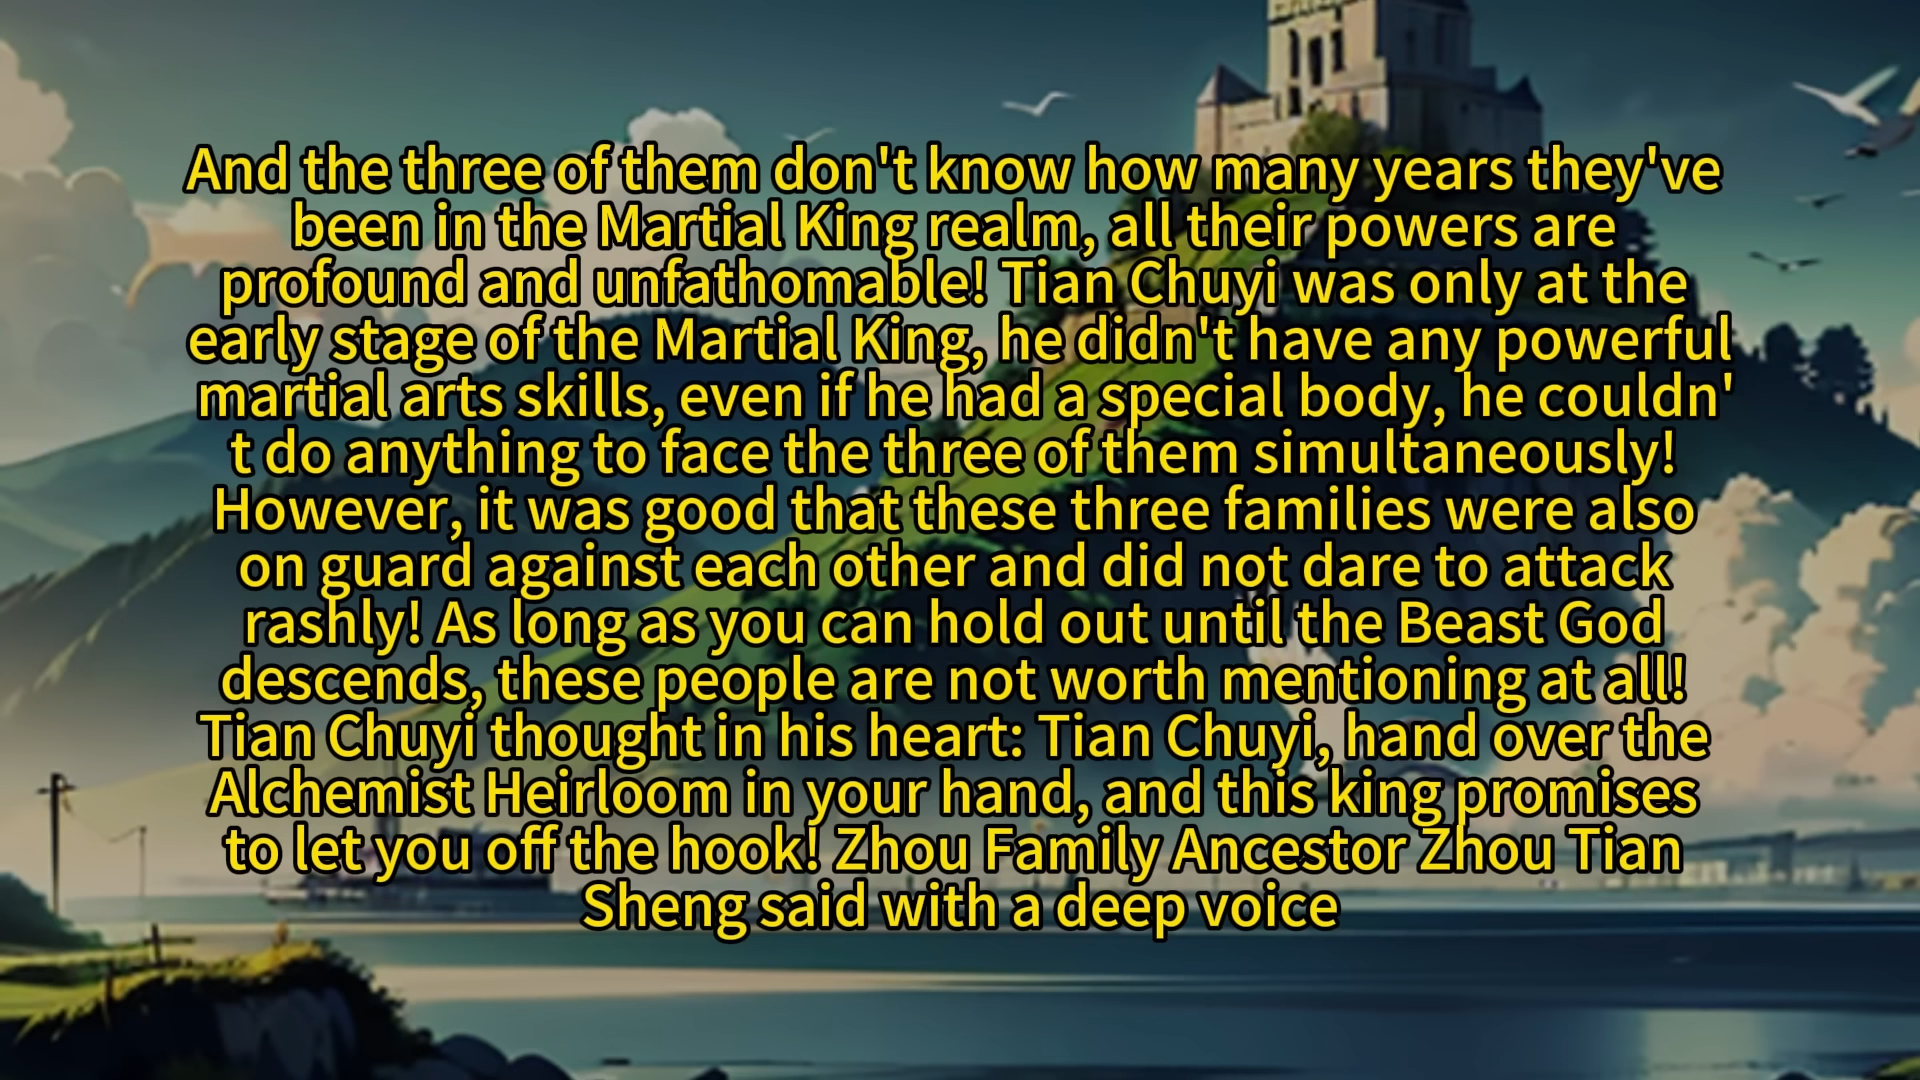 And the three of them don't know how many years they've
been in the Martial King realm, all their powers are
profound and unfathomable! Tian Chuyi was only at the
early stage of the Martial King, he didn't have any powerful
martial arts skills, even if he had a special body, he couldn'
t do anything to face the three of them simultaneously!
However, it was good that these three families were also
on guard against each other and did not dare to attack
rashly! As long as you can hold out until the Beast God
descends, these people are not worth mentioning at all!
Tian Chuyi thought in his heart: Tian Chuyi, hand over the
Alchemist Heirloom in your hand, and this king promises
to let you off the hook! Zhou Family Ancestor Zhou Tian
Sheng said with a deep voice